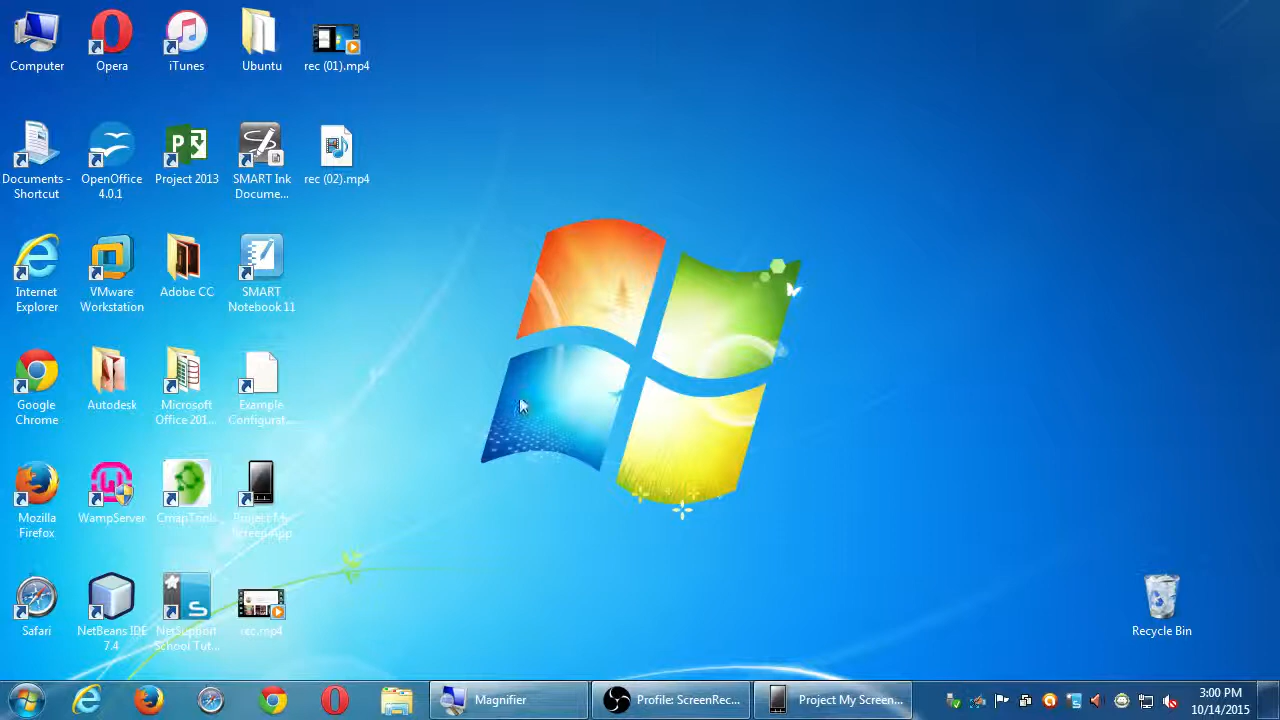 Computer
Opera
iTunes
Ubuntu
rec (01).mp4
Documents - Shortcut
OpenOffice 4.0.1
Project 2013
SMART Ink Docume...
rec (02).mp4
Internet Explorer
VMware Workstation
Adobe CC
SMART Notebook 11
Google Chrome
Autodesk
Microsoft Office 201...
Example Configurat...
Mozilla Firefox
WampServer
CmapTools
Project My Screen App
Safari
NetBeans IDE 7.4
NetSupport School Tut...
rec.mp4
Recycle Bin
Magnifier
Profile: ScreenRec...
Project My Screen...
3:00 PM
10/14/2015